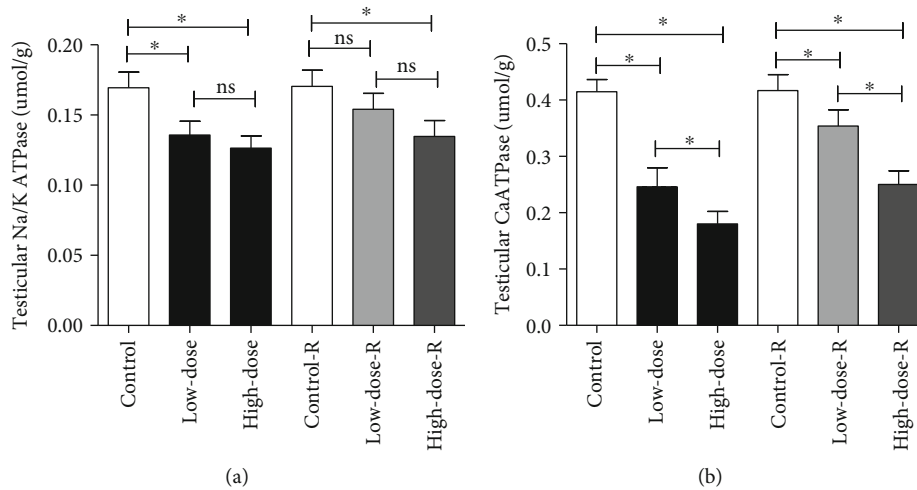 Testicular Na/K ATPase (umol/g)
0.20
0.15
0.10
0.05
0.00
*
*
*
ns
ns
ns
Control
Low-dose
High-dose
Control-R
Low-dose-R
High-dose-R
(a)
Testicular CaATPase (umol/g)
0.5
0.4
0.3
0.2
0.1
0.0
*
*
*
*
*
*
Control
Low-dose
High-dose
Control-R
Low-dose-R
High-dose-R
(b)